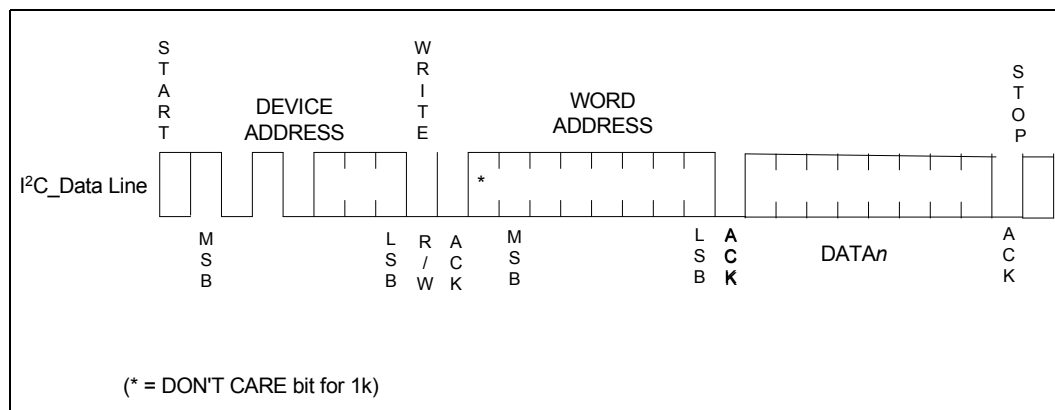 START
WRITE
STOP
DEVICE
ADDRESS
WORD
ADDRESS
I²C_Data Line
*
MSB
LSB
R/W
ACK
MSB
LSB
ACK
DATAn
ACK
(* = DON'T CARE bit for 1k)